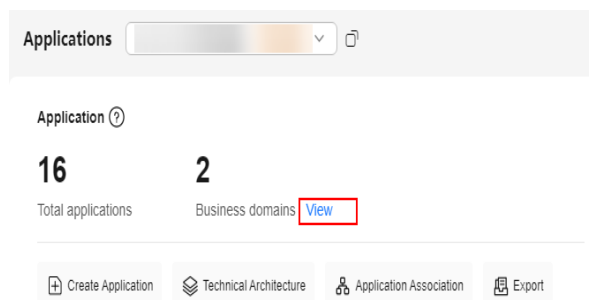 Applications
Application ?
16 2
Total applications Business domains View
Create Application Technical Architecture Application Association Export